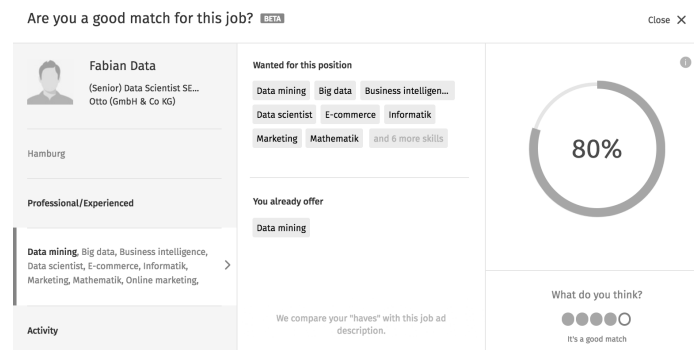 Are you a good match for this job? BETA
Close X
Fabian Data
(Senior) Data Scientist SE...
Otto (GmbH & Co KG)
Hamburg
Professional/Experienced
Data mining, Big data, Business intelligence,
Data scientist, E-commerce, Informatik,
Marketing, Mathematik, Online marketing,
Activity
Wanted for this position
Data mining Big data Business intelligen...
Data scientist E-commerce Informatik
Marketing Mathematik and 6 more skills
You already offer
Data mining
We compare your "haves" with this job ad
description.
i
80%
What do you think?
It's a good match